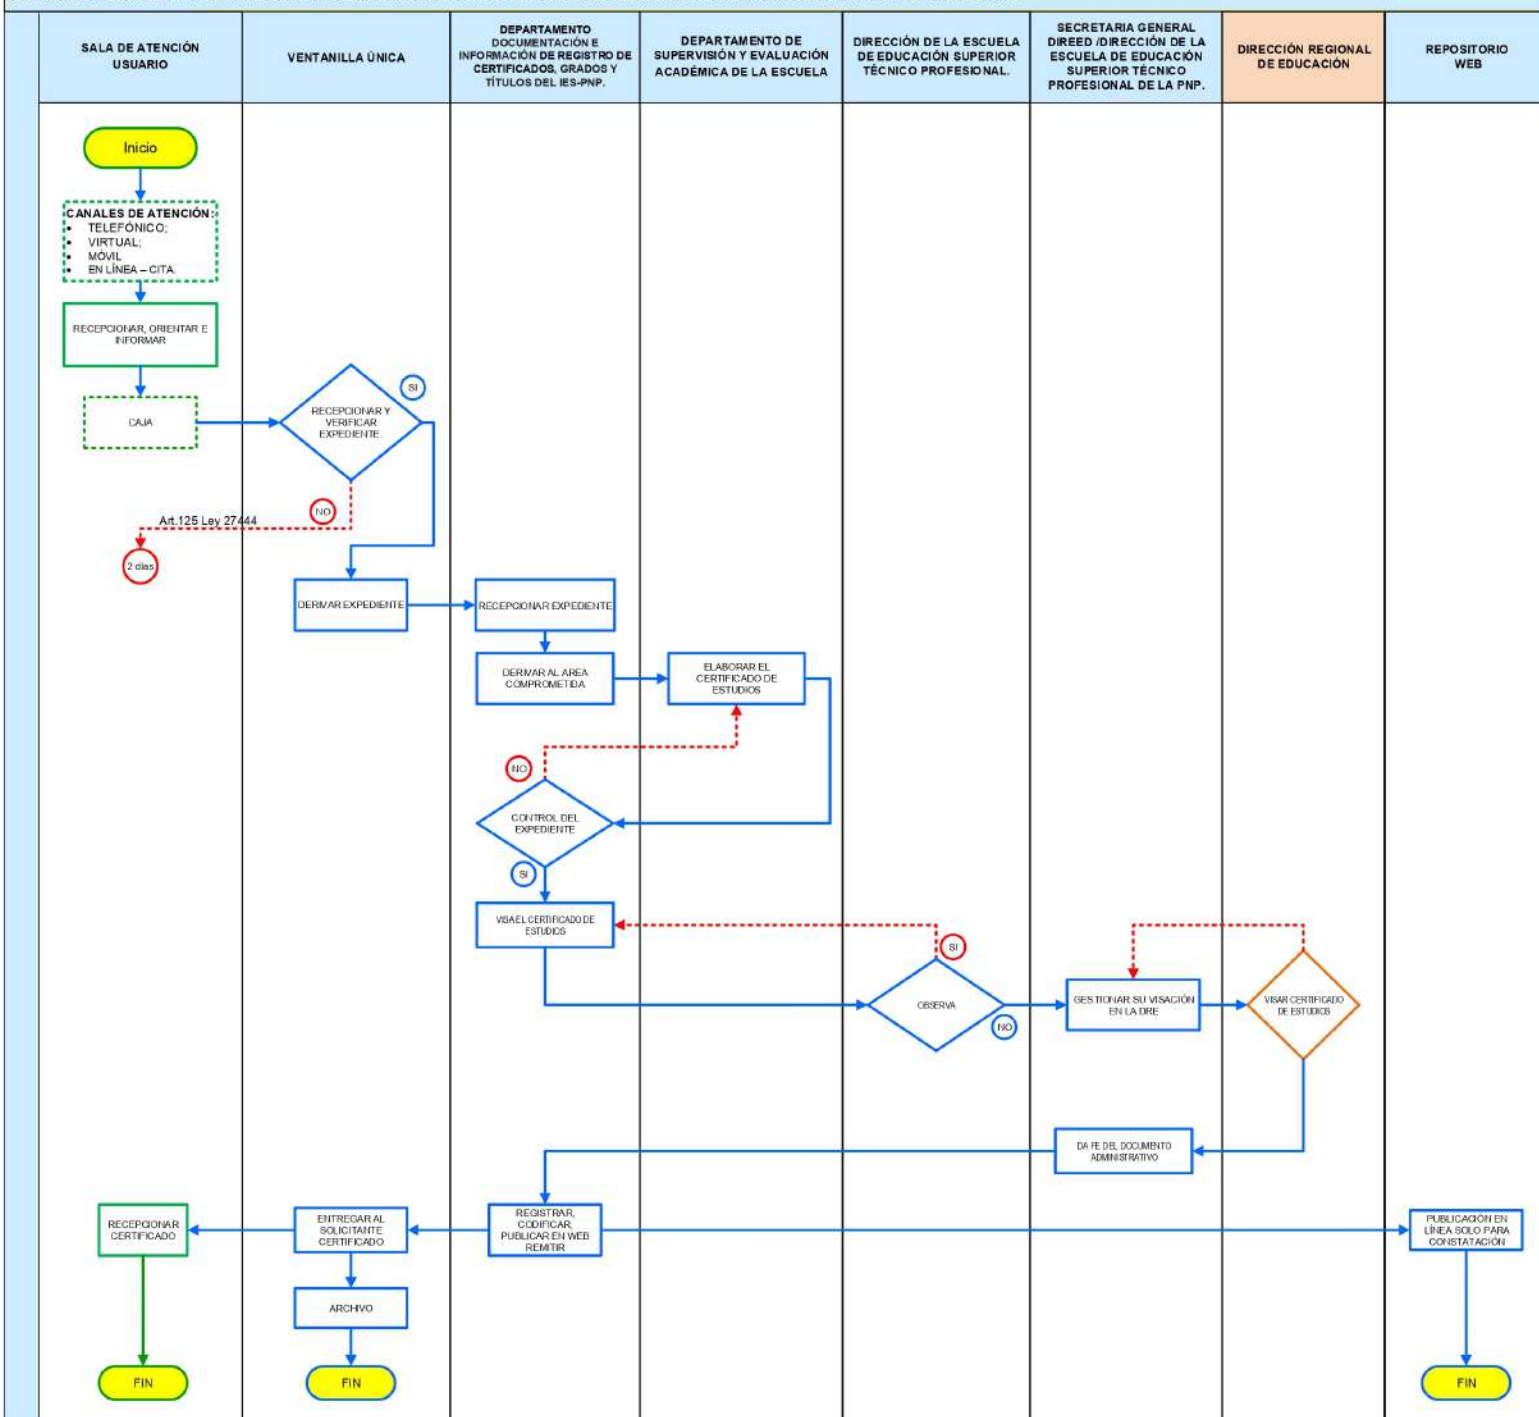 SALA DE ATENCIÓN
USUARIO
VENTANILLA ÚNICA
DEPARTAMENTO
DOCUMENTACIÓN E
INFORMACIÓN DE REGISTRO DE
CERTIFICADOS, GRADOS Y
TÍTULOS DEL IES-PNP.
DEPARTAMENTO DE
SUPERVISIÓN Y EVALUACIÓN
ACADÉMICA DE LA ESCUELA
DIRECCIÓN DE LA ESCUELA
DE EDUCACIÓN SUPERIOR
TÉCNICO PROFESIONAL.
SECRETARIA GENERAL
DIREED /DIRECCIÓN DE LA
ESCUELA DE EDUCACIÓN
SUPERIOR TÉCNICO
PROFESIONAL DE LA PNP.
DIRECCIÓN REGIONAL
DE EDUCACIÓN
REPOSITORIO
WEB
Inicio
CANALES DE ATENCIÓN:
• TELEFÓNICO;
• VIRTUAL;
• MÓVIL
• EN LÍNEA – CITA.
RECEPCIONAR, ORIENTAR E
INFORMAR
CAJA
RECEPCIONAR Y
VERIFICAR
EXPEDIENTE.
SI
NO
Art.125 Ley 27444
2 dias
DERIVAR EXPEDIENTE
RECEPCIONAR EXPEDIENTE
DERIVAR AL AREA
COMPROMETIDA
ELABORAR EL
CERTIFICADO DE
ESTUDIOS
NO
CONTROL DEL
EXPEDIENTE
SI
VISA EL CERTIFICADO DE
ESTUDIOS
SI
OBSERVA
NO
GESTIONAR SU VISACIÓN
EN LA DRE
VISAR CERTIFICADO
DE ESTUDIOS
DA FE DEL DOCUMENTO
ADMINISTRATIVO
RECEPCIONAR
CERTIFICADO
ENTREGAR AL
SOLICITANTE
CERTIFICADO
REGISTRAR,
CODIFICAR,
PUBLICAR EN WEB
REMITIR
PUBLICACIÓN EN
LÍNEA SOLO PARA
CONSTATACIÓN
ARCHIVO
FIN
FIN
FIN